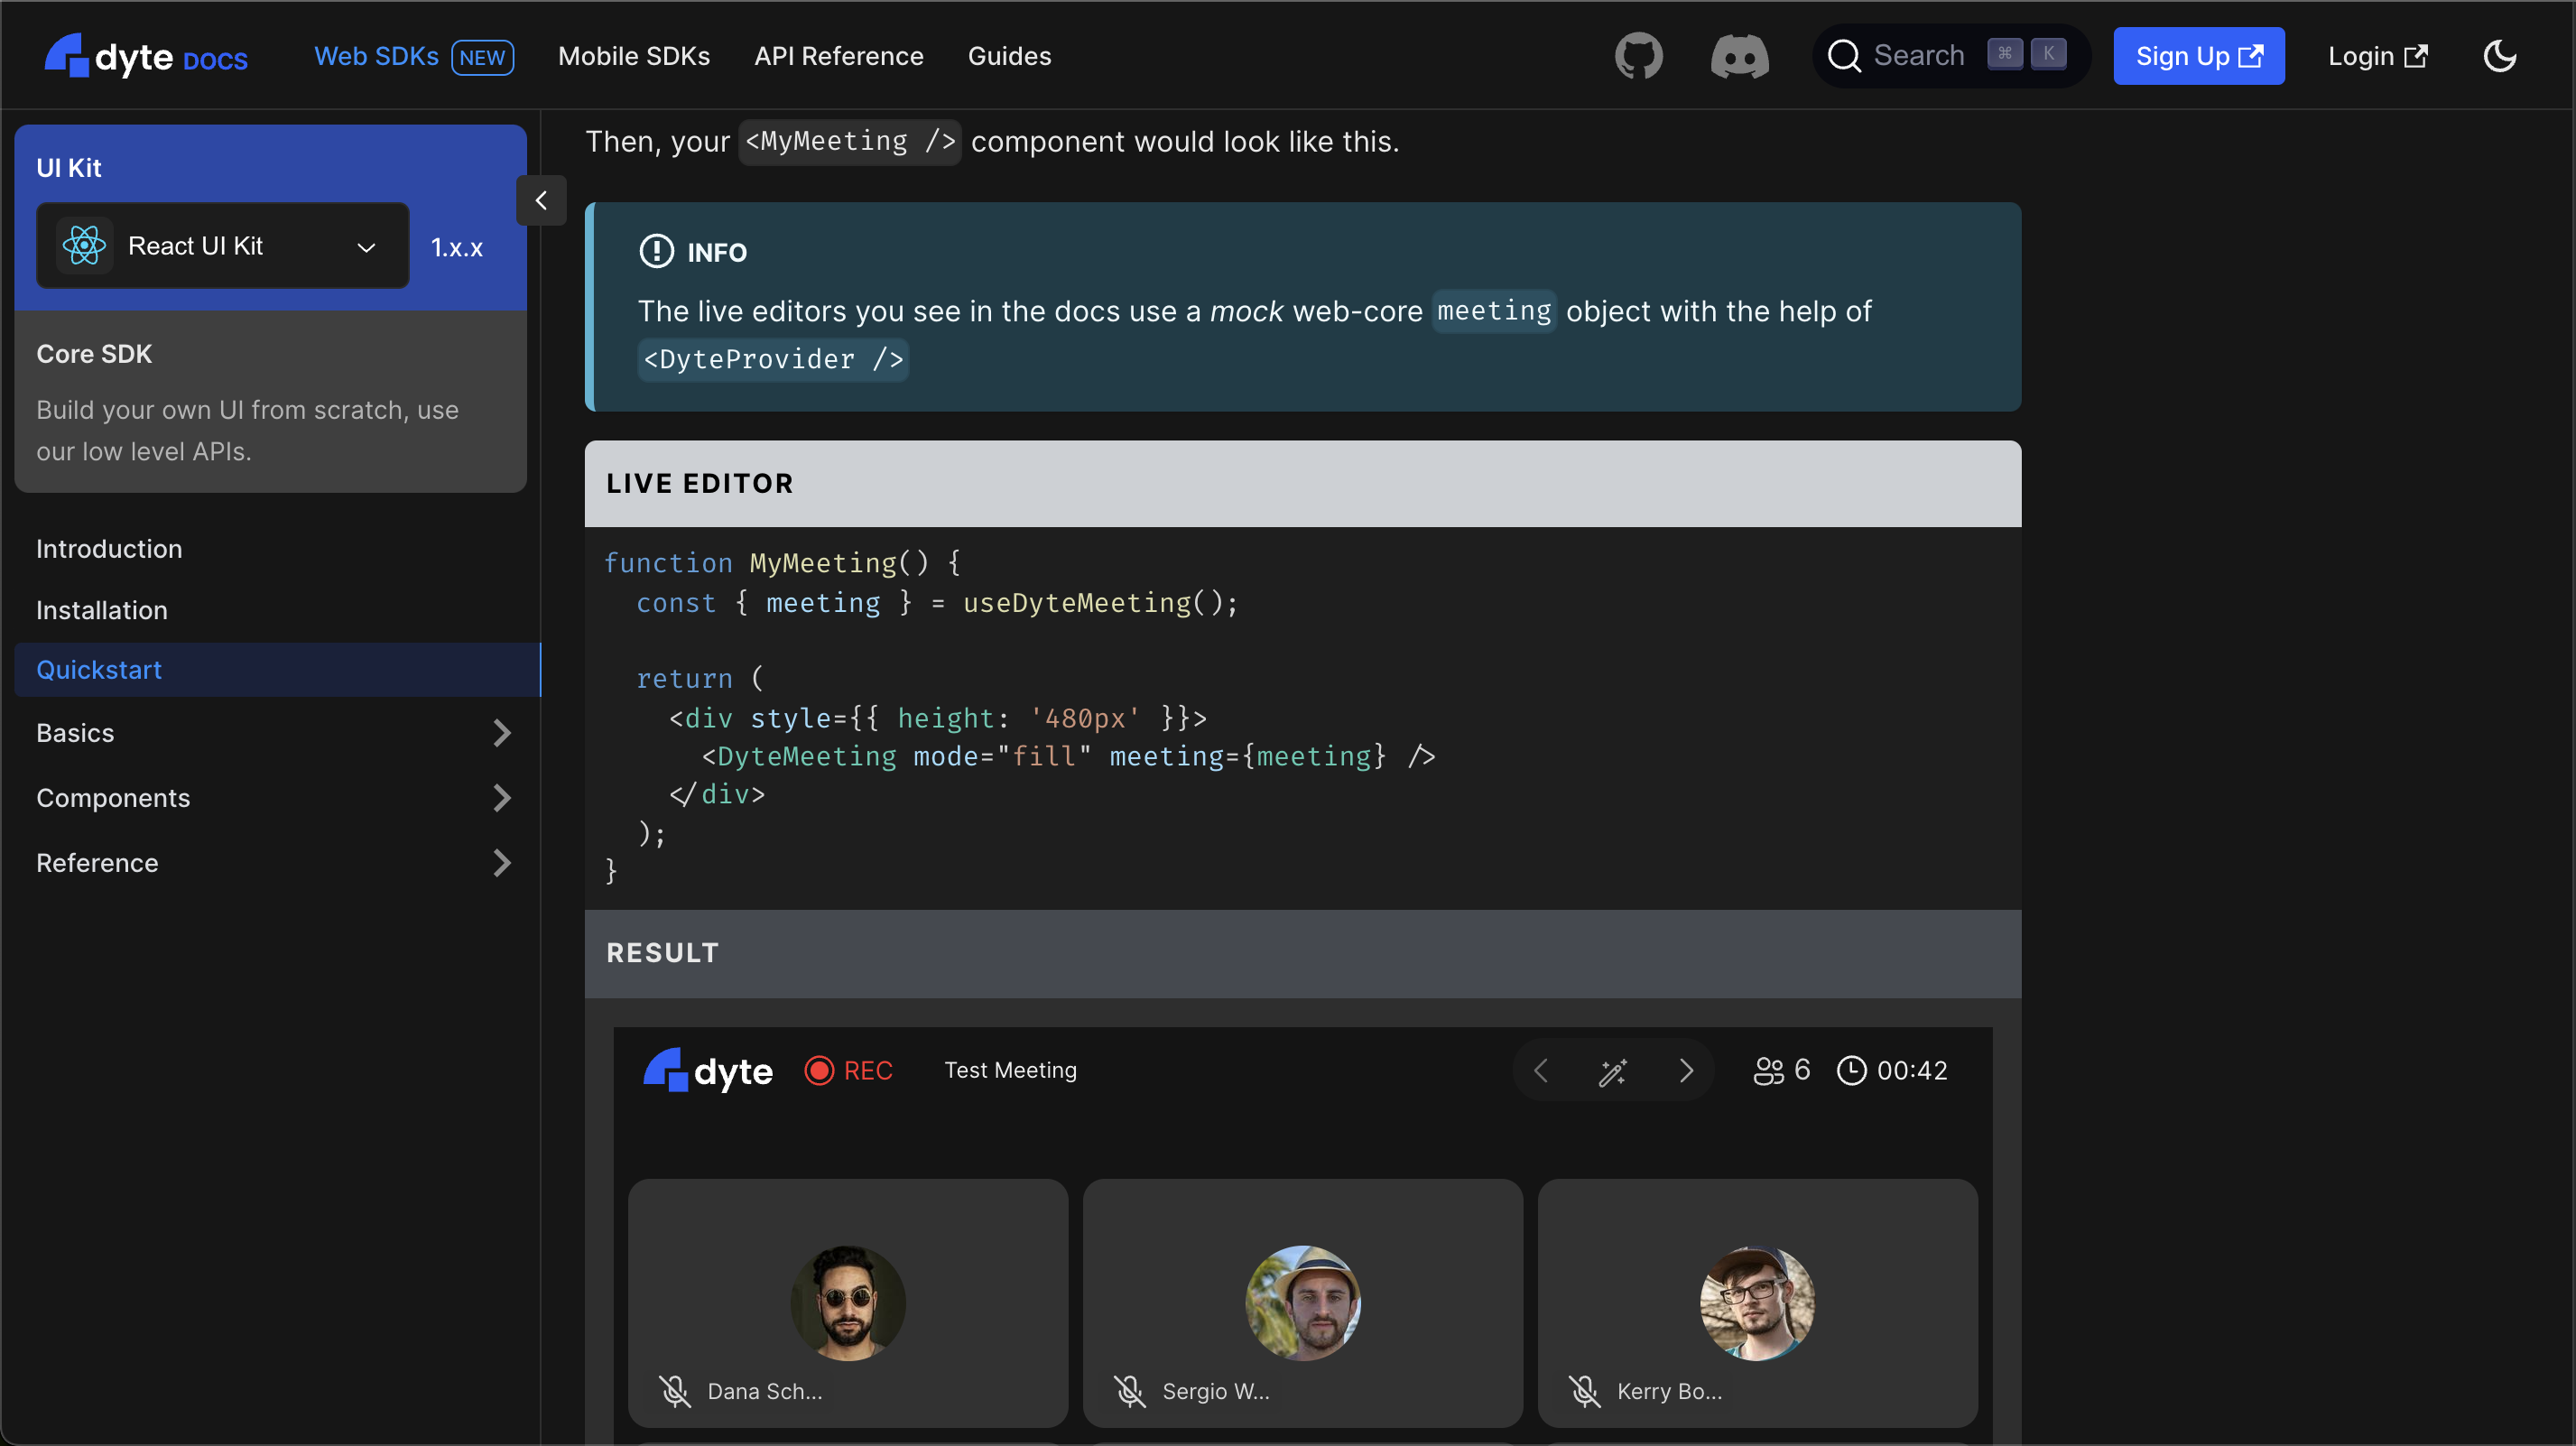 dyte DOCS
Web SDKs NEW
Mobile SDKs
API Reference
Guides
Search ⌘ K
Sign Up
Login
UI Kit
React UI Kit
1.x.x
Core SDK
Build your own UI from scratch, use
our low level APIs.
Introduction
Installation
Quickstart
Basics
Components
Reference
Then, your <MyMeeting /> component would look like this.
INFO
The live editors you see in the docs use a mock web-core meeting object with the help of
<DyteProvider />
LIVE EDITOR
function MyMeeting() {
  const { meeting } = useDyteMeeting();
  return (
    <div style={{ height: '480px' }}>
      <DyteMeeting mode="fill" meeting={meeting} />
    </div>
  );
}
RESULT
dyte
REC
Test Meeting
6
00:42
Dana Sch...
Sergio W...
Kerry Bo...